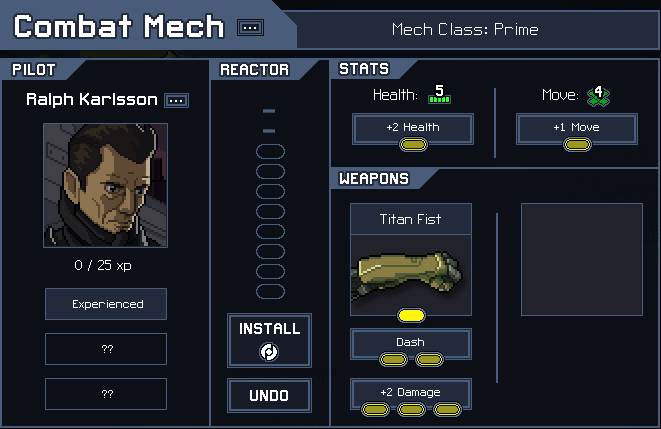 Combat Mech
Mech Class: Prime
PILOT
Ralph Karlsson
0 / 25 xp
Experienced
??
??
REACTOR
INSTALL
UNDO
STATS
Health: 5
+2 Health
Move: 4
+1 Move
WEAPONS
Titan Fist
Dash
+2 Damage